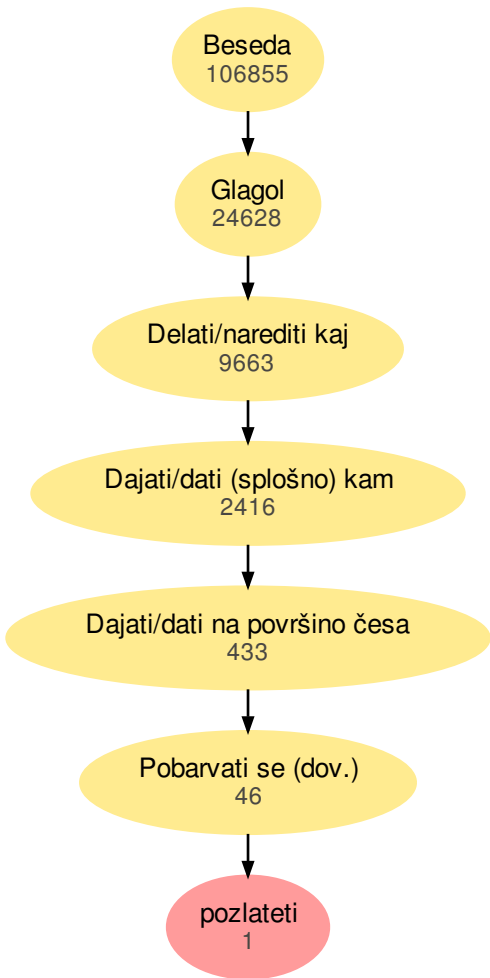 Beseda
106855
Glagol
24628
Delati/narediti kaj
9663
Dajati/dati (splošno) kam
2416
Dajati/dati na površino česa
433
Pobarvati se (dov.)
46
pozlateti
1